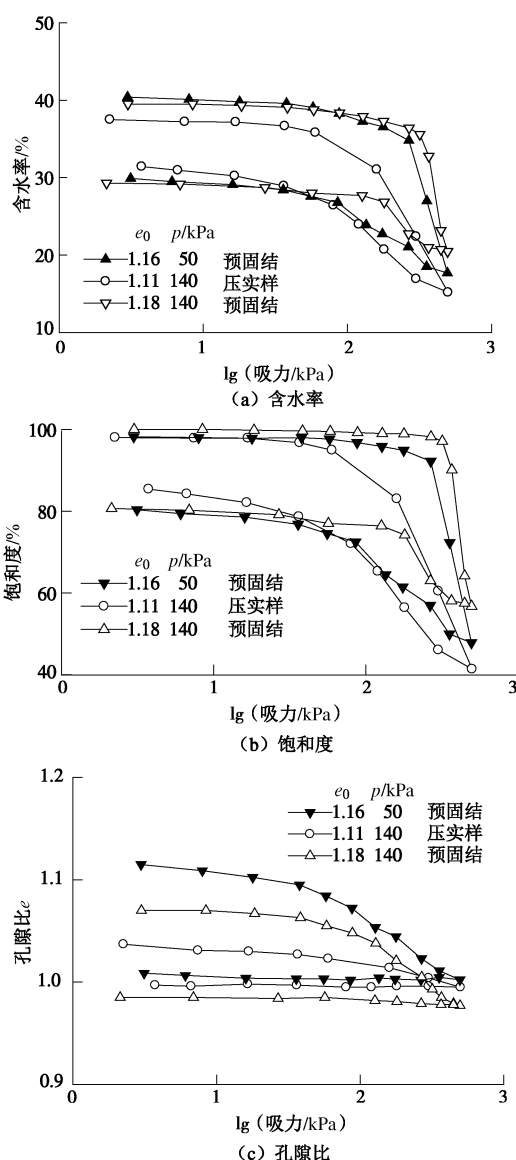 50
40
30
20
10
含水率/%
e0 p/kPa
1.16 50 预固结
1.11 140 压实样
1.18 140 预固结
0 1 2 3
lg（吸力/kPa）
（a）含水率
100
80
60
40
饱和度/%
e0 p/kPa
1.16 50 预固结
1.11 140 压实样
1.18 140 预固结
0 1 2 3
lg（吸力/kPa）
（b）饱和度
1.2
1.1
1.0
0.9
孔隙比e
e0 p/kPa
1.16 50 预固结
1.11 140 压实样
1.18 140 预固结
1 2 3
lg（吸力/kPa）
（c）孔隙比